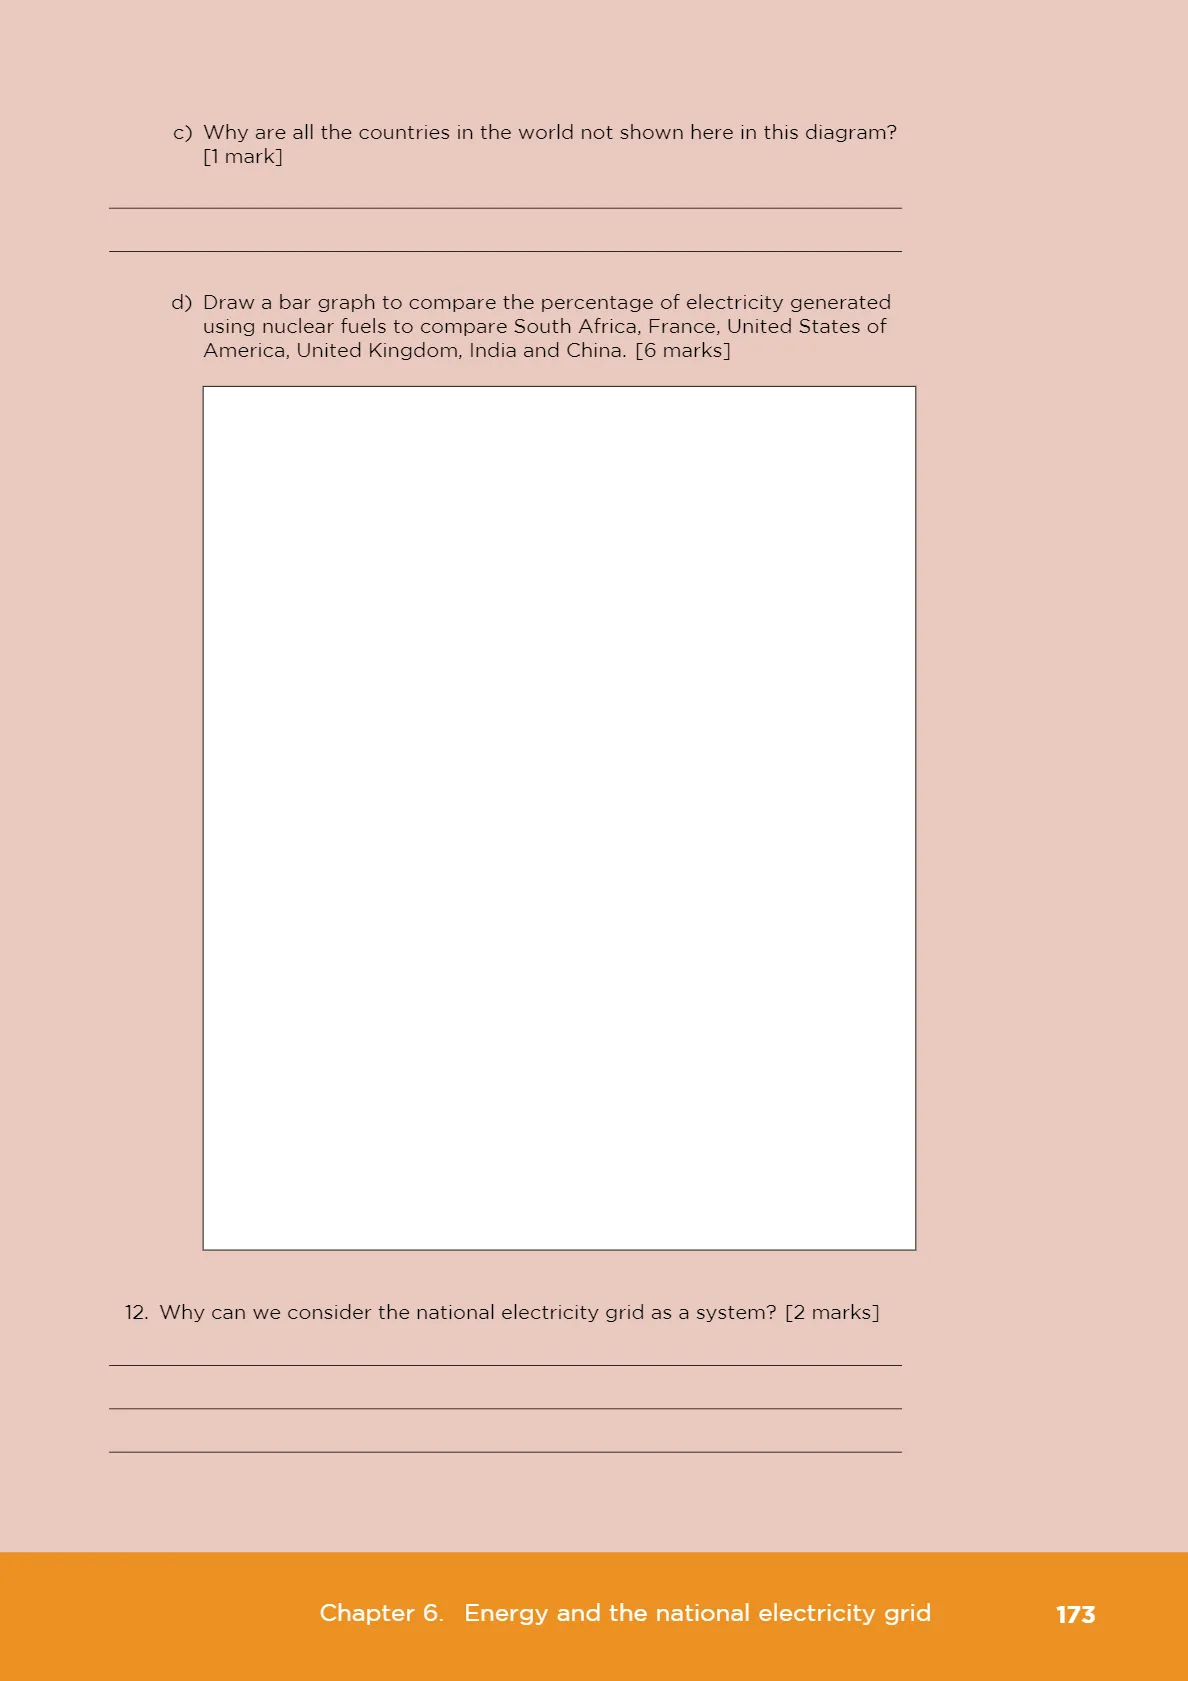 c) Why are all the countries in the world not shown here in this diagram?
[1 mark]
d) Draw a bar graph to compare the percentage of electricity generated
using nuclear fuels to compare South Africa, France, United States of
America, United Kingdom, India and China. [6 marks]
12. Why can we consider the national electricity grid as a system? [2 marks]
Chapter 6. Energy and the national electricity grid 173